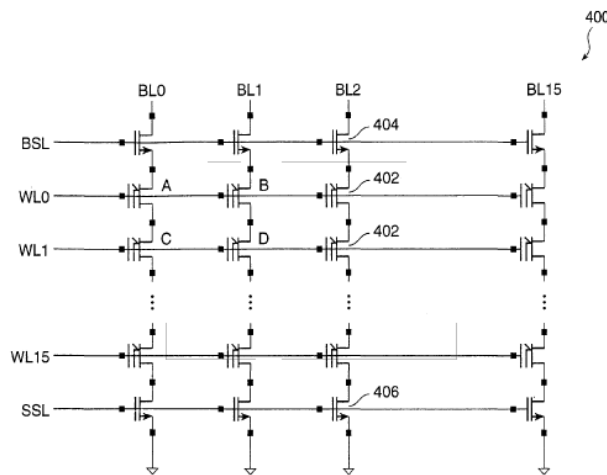 400
BL0 BL1 BL2 BL15
BSL 404
WL0 A B 402
WL1 C D 402
... ... ... ...
WL15
SSL 406